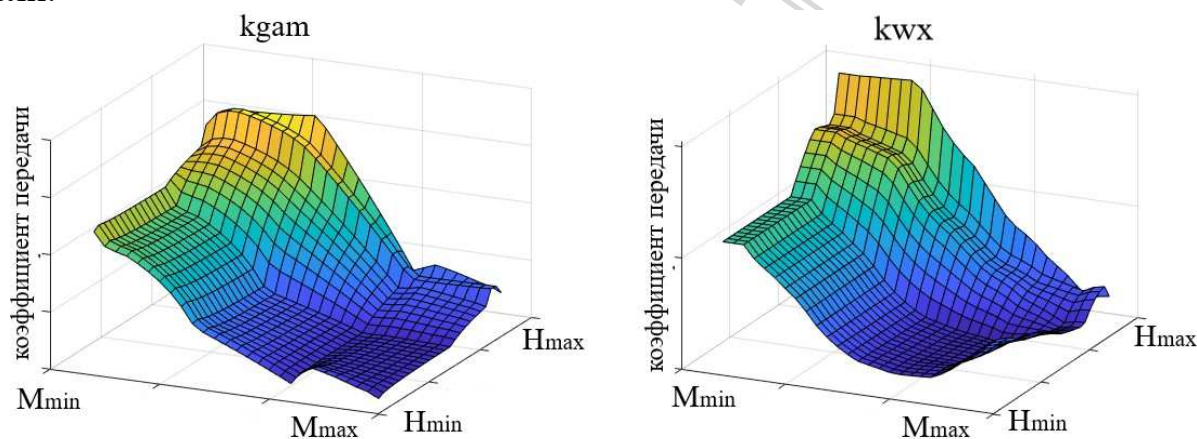 kgam
kwx
коэффициент передачи
коэффициент передачи
Mmin
Mmax
Hmin
Hmax
Mmin
Mmax
Hmin
Hmax